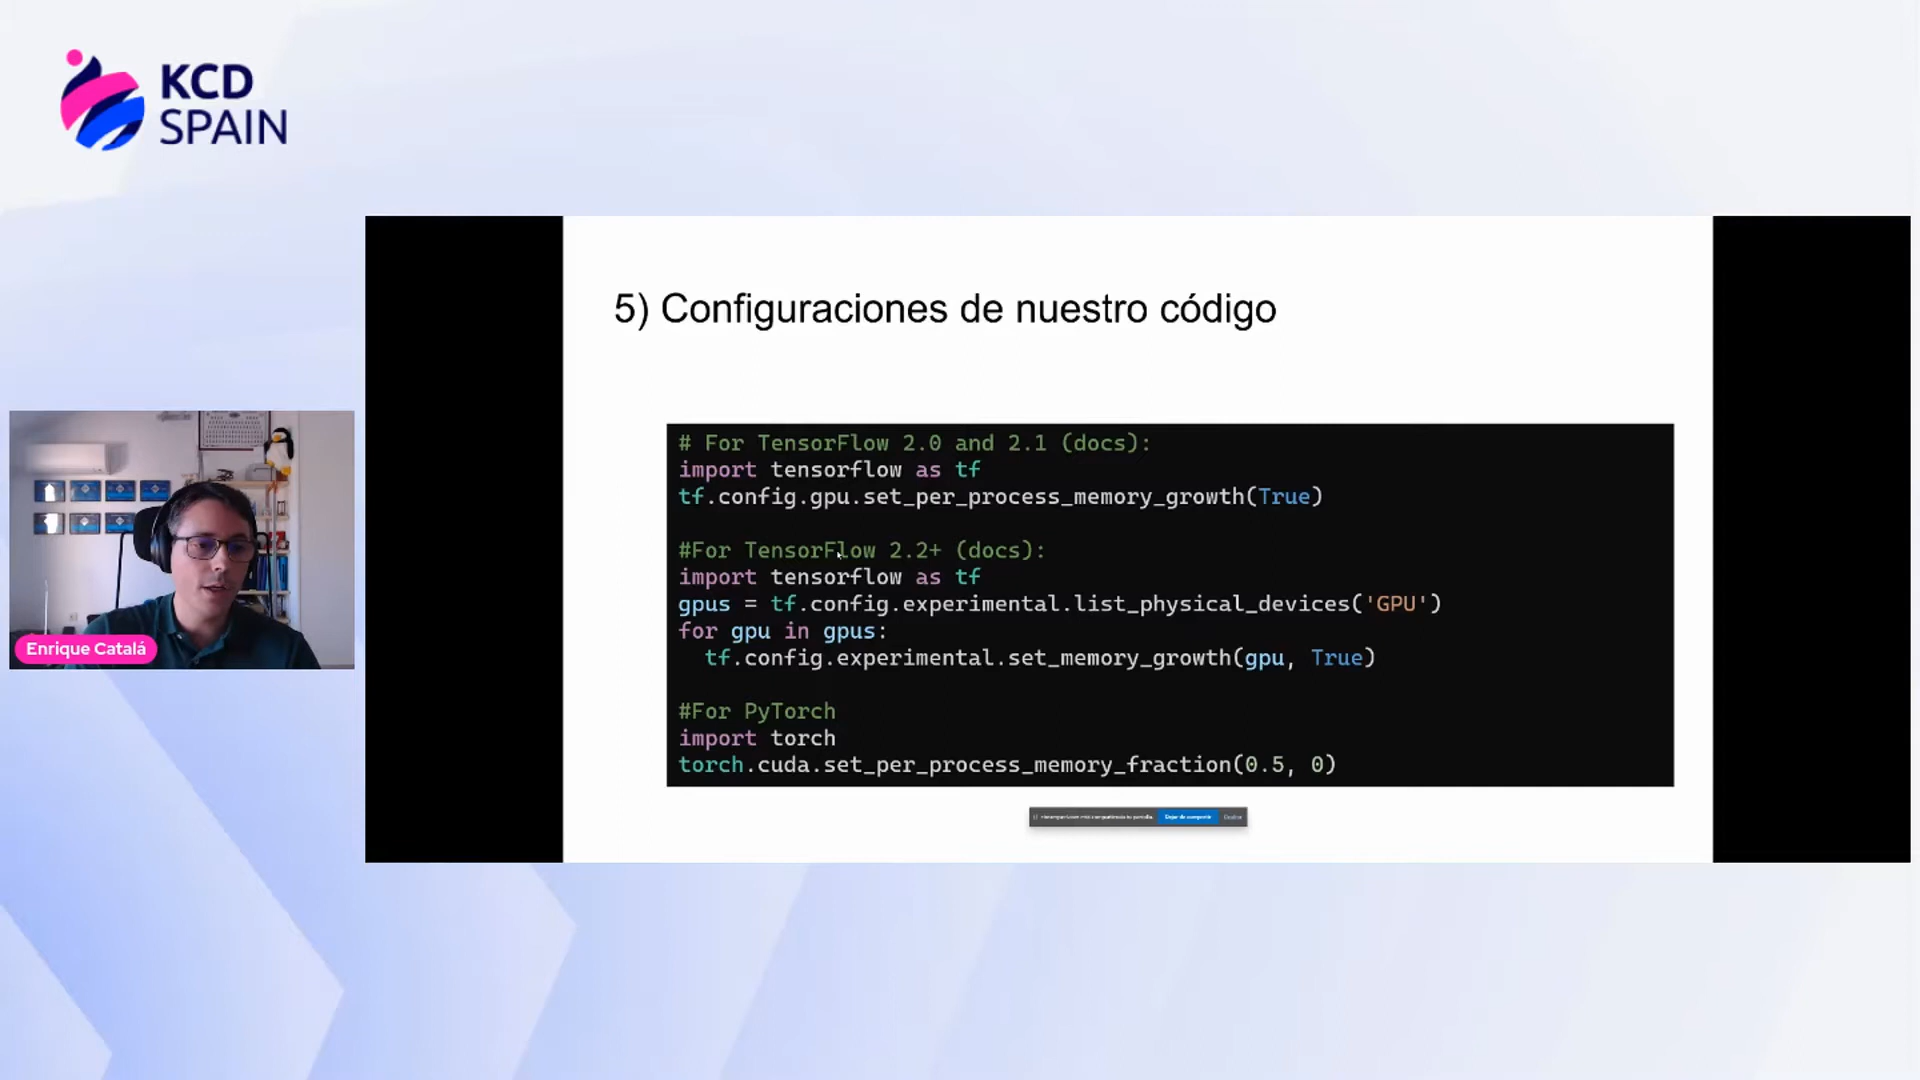 KCD
SPAIN
5) Configuraciones de nuestro código
# For TensorFlow 2.0 and 2.1 (docs):
import tensorflow as tf
tf.config.gpu.set_per_process_memory_growth(True)
#For TensorFlow 2.2+ (docs):
import tensorflow as tf
gpus = tf.config.experimental.list_physical_devices('GPU')
for gpu in gpus:
  tf.config.experimental.set_memory_growth(gpu, True)
#For PyTorch
import torch
torch.cuda.set_per_process_memory_fraction(0.5, 0)
Dejar de compartir
Enrique Catalá